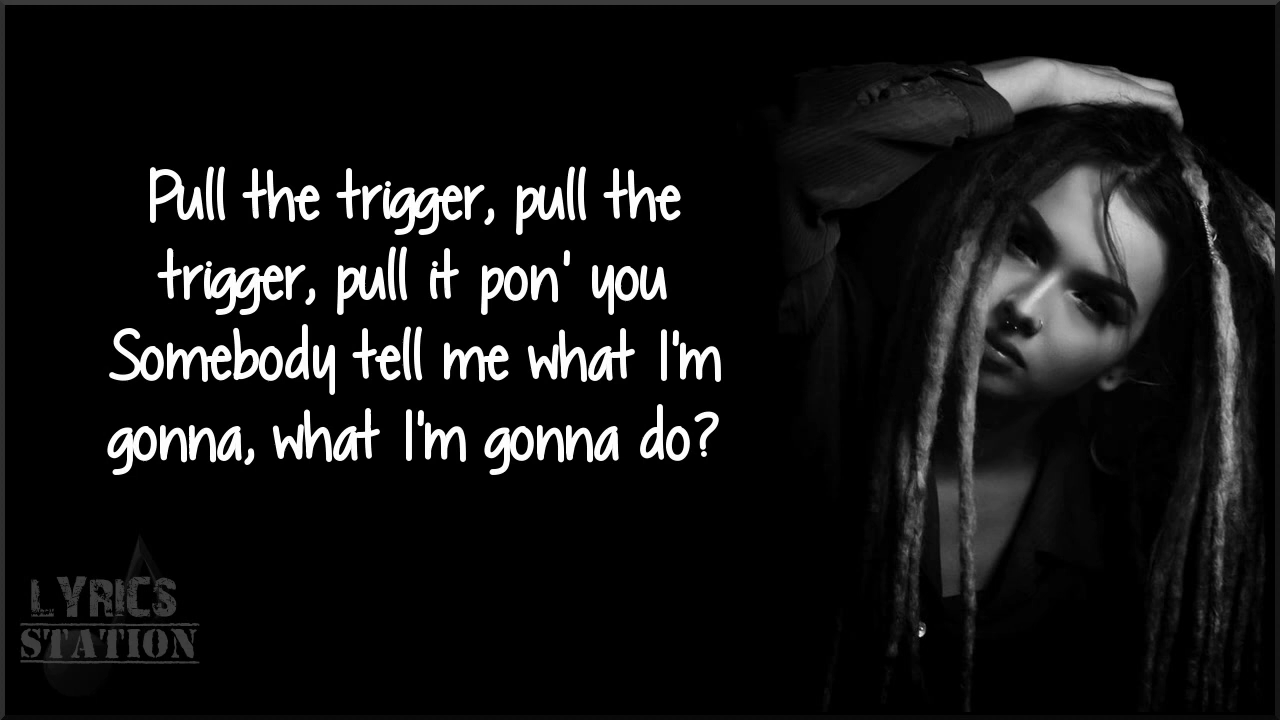 Pull the trigger, pull the
trigger, pull it pon' you
Somebody tell me what I'm
gonna, what I'm gonna do?
LYRICS
STATION